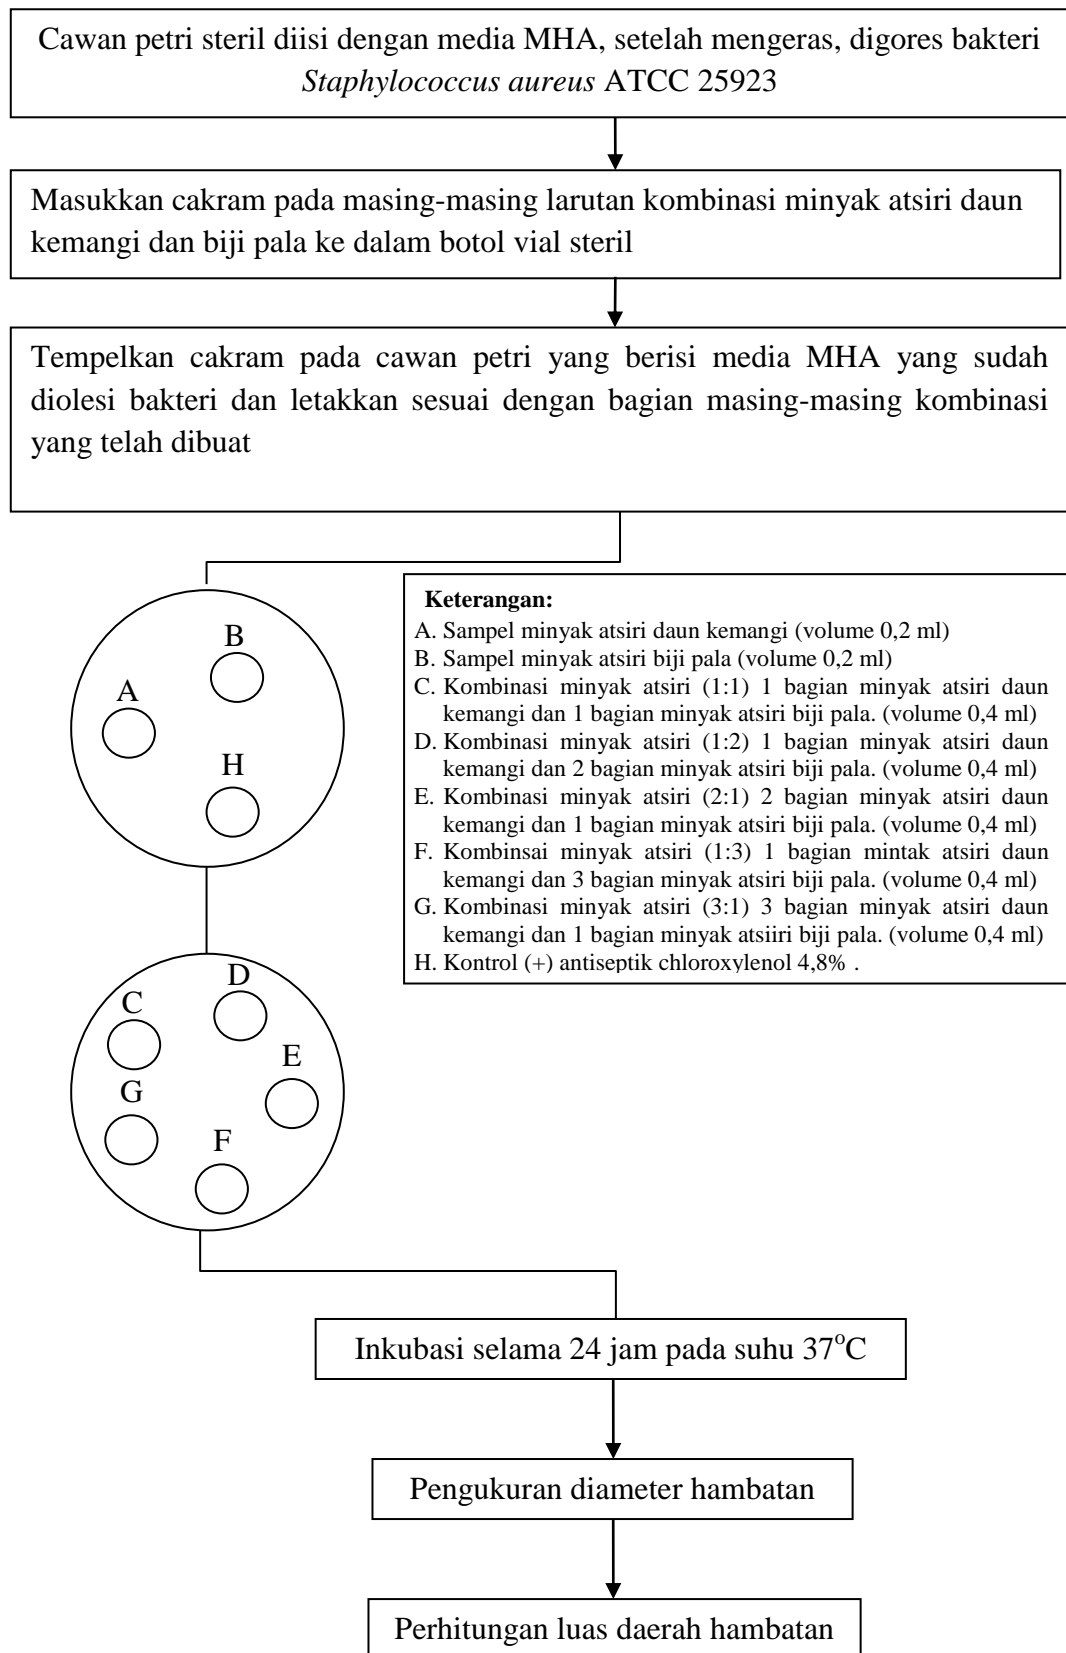 Cawan petri steril diisi dengan media MHA, setelah mengeras, digores bakteri
Staphylococcus aureus ATCC 25923
Masukkan cakram pada masing-masing larutan kombinasi minyak atsiri daun
kemangi dan biji pala ke dalam botol vial steril
Tempelkan cakram pada cawan petri yang berisi media MHA yang sudah
diolesi bakteri dan letakkan sesuai dengan bagian masing-masing kombinasi
yang telah dibuat
B
A
H
Keterangan:
A. Sampel minyak atsiri daun kemangi (volume 0,2 ml)
B. Sampel minyak atsiri biji pala (volume 0,2 ml)
C. Kombinasi minyak atsiri (1:1) 1 bagian minyak atsiri daun
kemangi dan 1 bagian minyak atsiri biji pala. (volume 0,4 ml)
D. Kombinasi minyak atsiri (1:2) 1 bagian minyak atsiri daun
kemangi dan 2 bagian minyak atsiri biji pala. (volume 0,4 ml)
E. Kombinasi minyak atsiri (2:1) 2 bagian minyak atsiri daun
kemangi dan 1 bagian minyak atsiri biji pala. (volume 0,4 ml)
F. Kombinsai minyak atsiri (1:3) 1 bagian mintak atsiri daun
kemangi dan 3 bagian minyak atsiri biji pala. (volume 0,4 ml)
G. Kombinasi minyak atsiri (3:1) 3 bagian minyak atsiri daun
kemangi dan 1 bagian minyak atsiiri biji pala. (volume 0,4 ml)
H. Kontrol (+) antiseptik chloroxylenol 4,8% .
D
C
E
G
F
Inkubasi selama 24 jam pada suhu 37°C
Pengukuran diameter hambatan
Perhitungan luas daerah hambatan